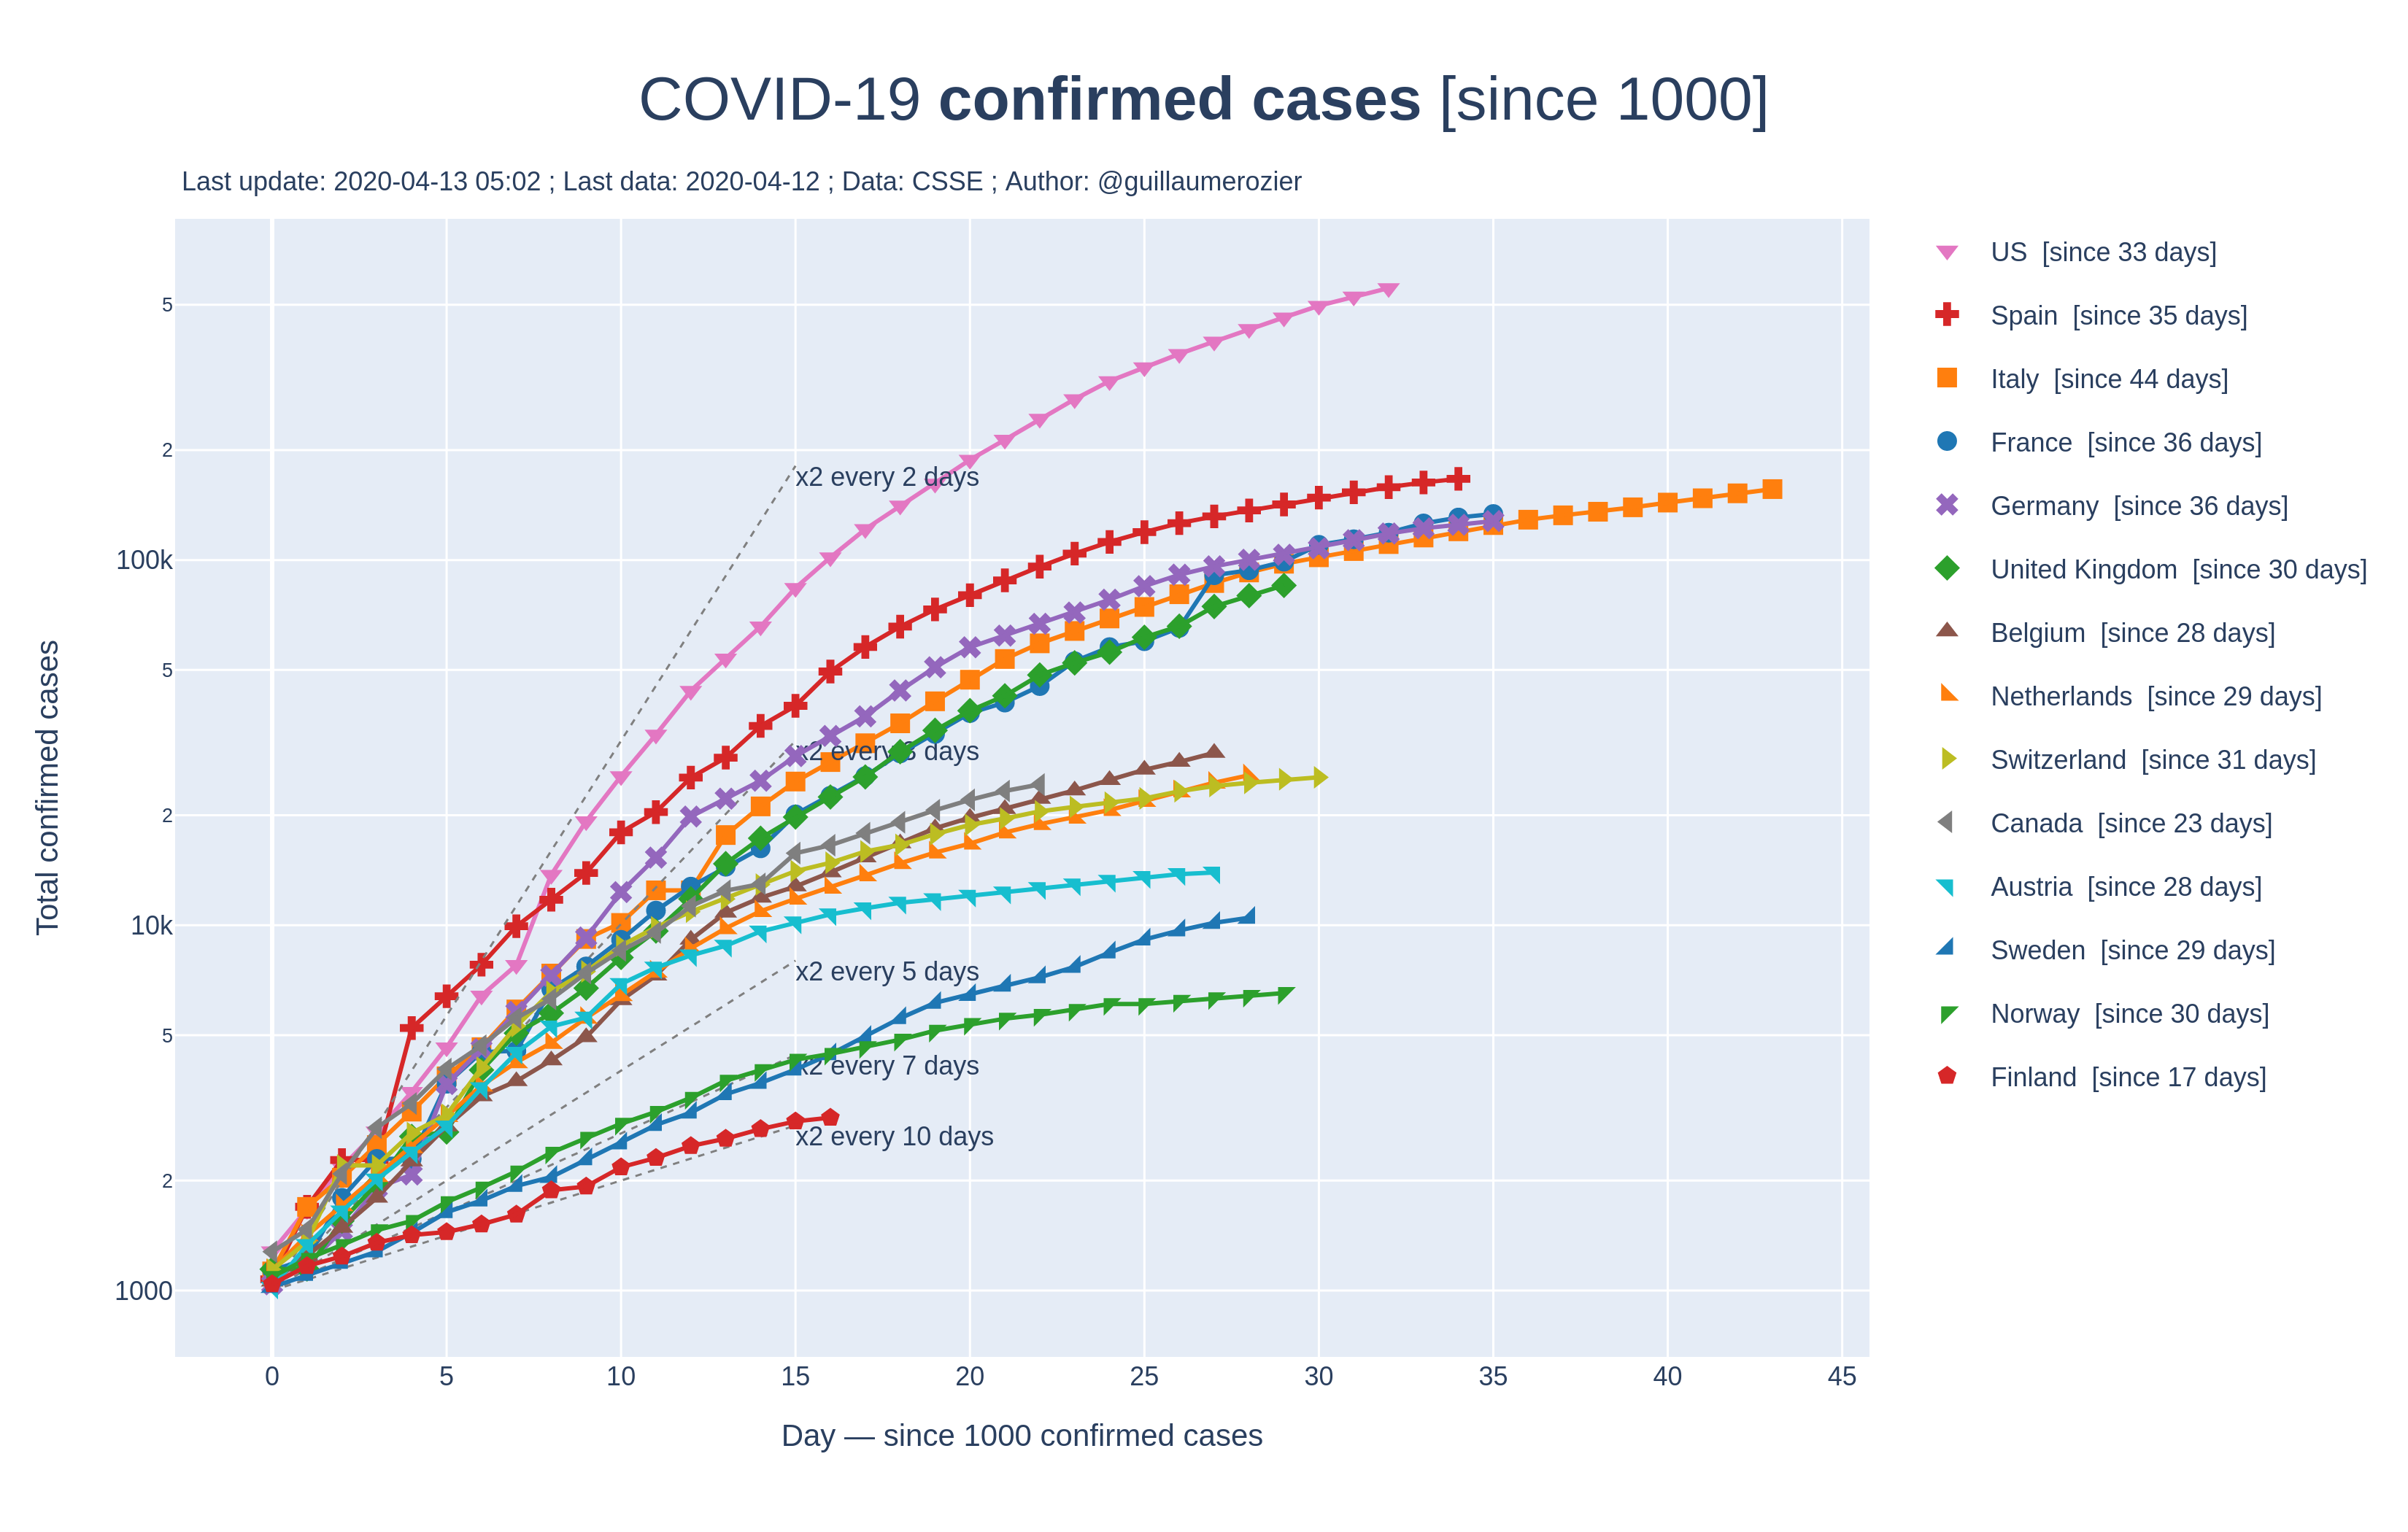 COVID-19 confirmed cases [since 1000]
Last update: 2020-04-13 05:02 ; Last data: 2020-04-12 ; Data: CSSE ; Author: @guillaumerozier
Total confirmed cases
5
2
100k
5
2
10k
5
2
1000
x2 every 2 days
x2 every 3 days
x2 every 5 days
x2 every 7 days
x2 every 10 days
0 5 10 15 20 25 30 35 40 45
Day — since 1000 confirmed cases
US [since 33 days]
Spain [since 35 days]
Italy [since 44 days]
France [since 36 days]
Germany [since 36 days]
United Kingdom [since 30 days]
Belgium [since 28 days]
Netherlands [since 29 days]
Switzerland [since 31 days]
Canada [since 23 days]
Austria [since 28 days]
Sweden [since 29 days]
Norway [since 30 days]
Finland [since 17 days]